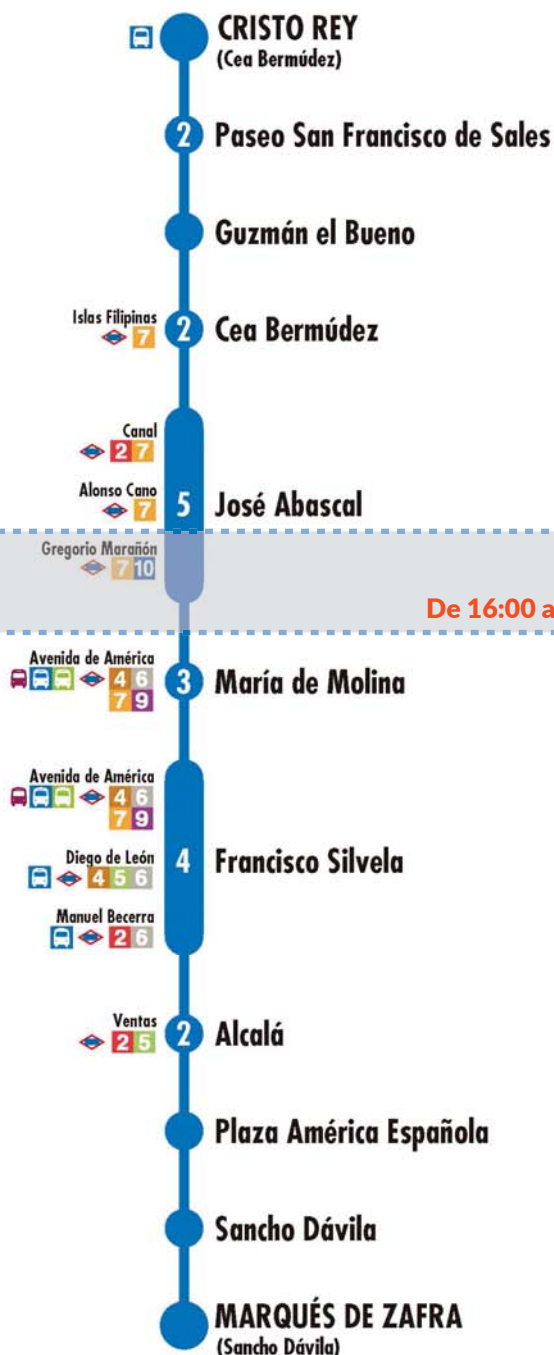 CRISTO REY
(Cea Bermúdez)
2 Paseo San Francisco de Sales
Guzmán el Bueno
Islas Filipinas
7
2 Cea Bermúdez
Canal
2 7
Alonso Cano
7
5 José Abascal
Gregorio Marañón
7 10
De 16:00 a
Avenida de América
4 6
7 9
3 María de Molina
Avenida de América
4 6
7 9
Diego de León
4 5 6
4 Francisco Silvela
Manuel Becerra
2 6
Ventas
2 5
2 Alcalá
Plaza América Española
Sancho Dávila
MARQUÉS DE ZAFRA
(Sancho Dávila)